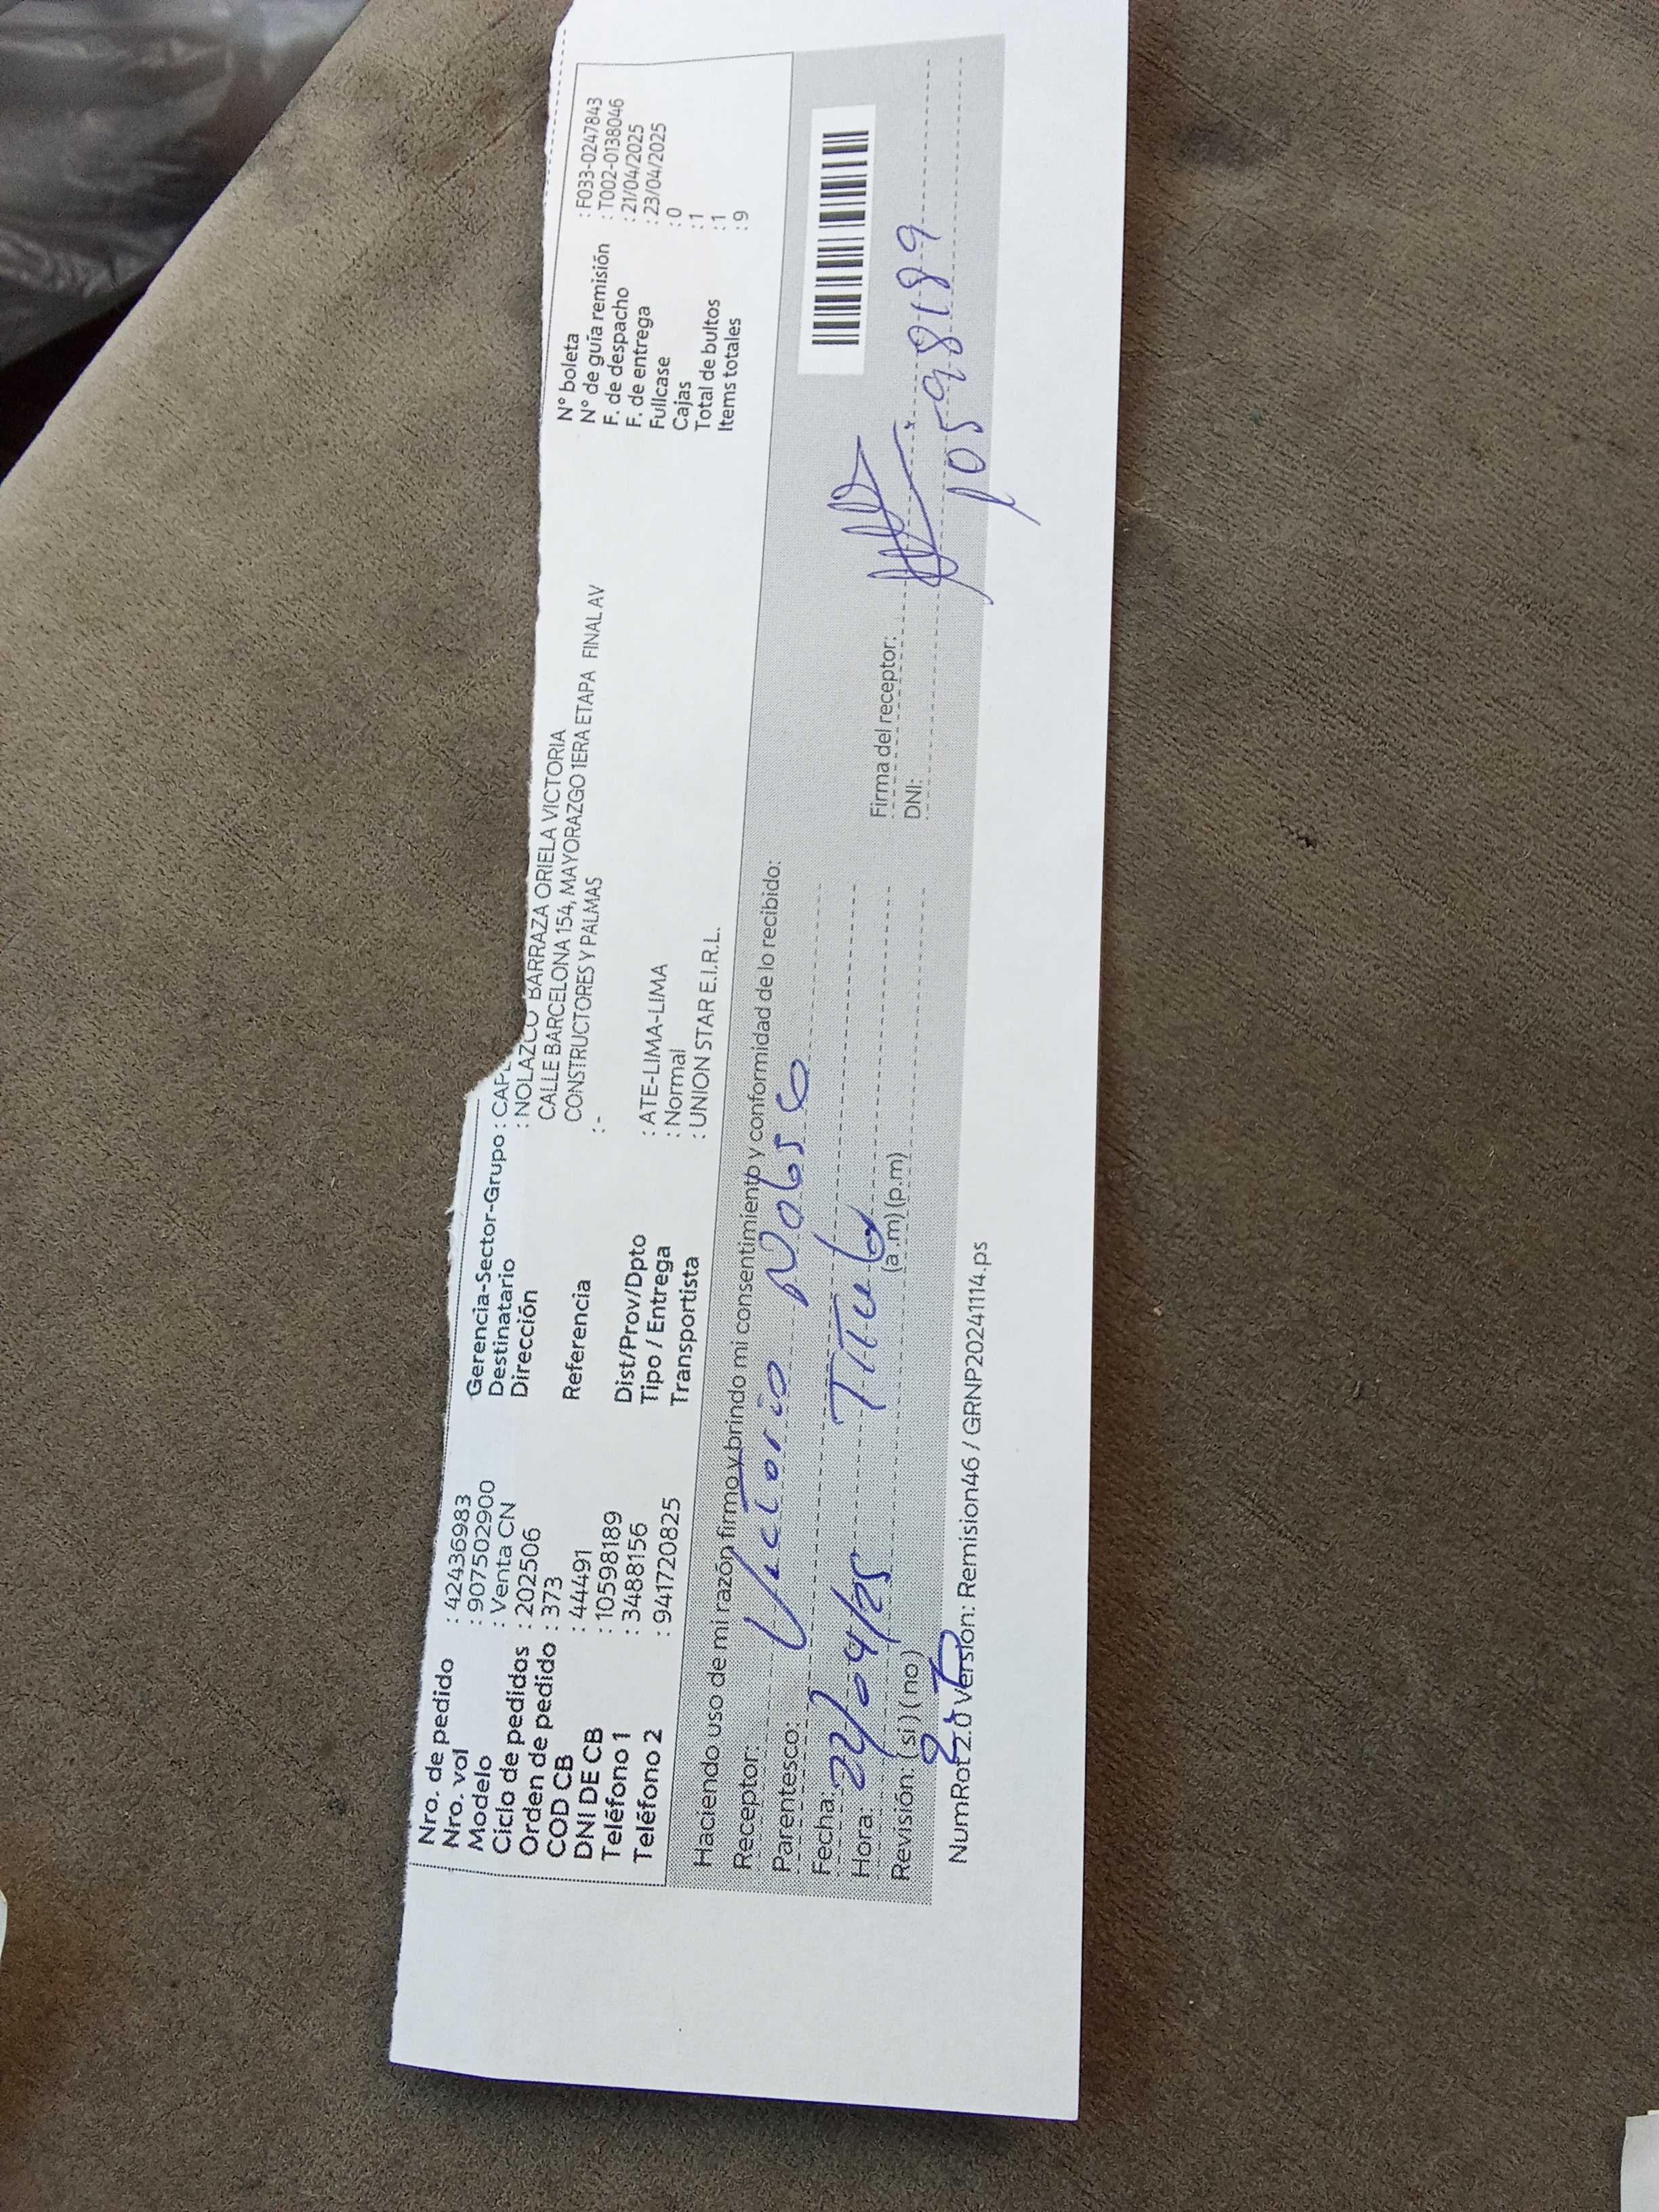 Nro. de pedido : 42436983
Nro. vol : 9075029​00
Modelo : Venta CN
Ciclo de pedidos : 202506
Orden de pedido : 373
COD CB : 44491
DNI DE CB : 10598189
Teléfono 1 : 3488156
Teléfono 2 : 941720825
Gerencia-Sector-Grupo :
Destinatario : NOLAZCO BARRAZA ORIELA VICTORIA
Dirección CALLE BARCELONA 154, MAYORAZGO 1ERA ETAPA FINAL AV
CONSTRUCTORES Y PALMAS
Referencia : -
Dist/Prov/Dpto : ATE-LIMA-LIMA
Tipo / Entrega : Normal
Transportista : UNION STAR E.I.R.L.
N° boleta : F033-0247843
N° de guía remisión : T002-0138046
F. de despacho : 21/04/2025
F. de entrega : 23/04/2025
Fullcase : 0
Cajas : 1
Total de bultos : 1
Items totales : 9
Haciendo uso de mi razón firmo y brindo mi consentimiento y conformidad de lo recibido:
Receptor: Victoria
Parentesco: Titula
Fecha: 22/04/25
Hora: (a.m) (p.m)
Revisión: ( si ) ( no )
Firma del receptor:
DNI: 10598189
NumRot 2.0 Versión: Remision46 / GRNP20241114.ps